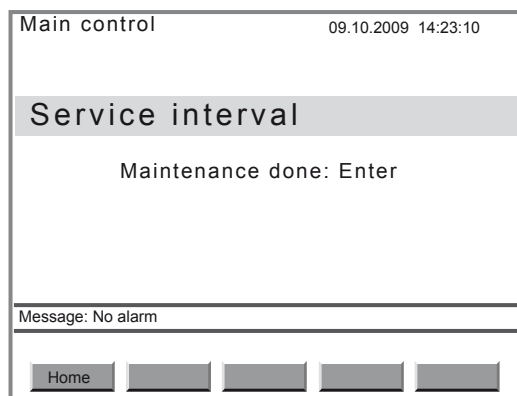 Main control 09.10.2009 14:23:10
Service interval
Maintenance done: Enter
Message: No alarm
Home